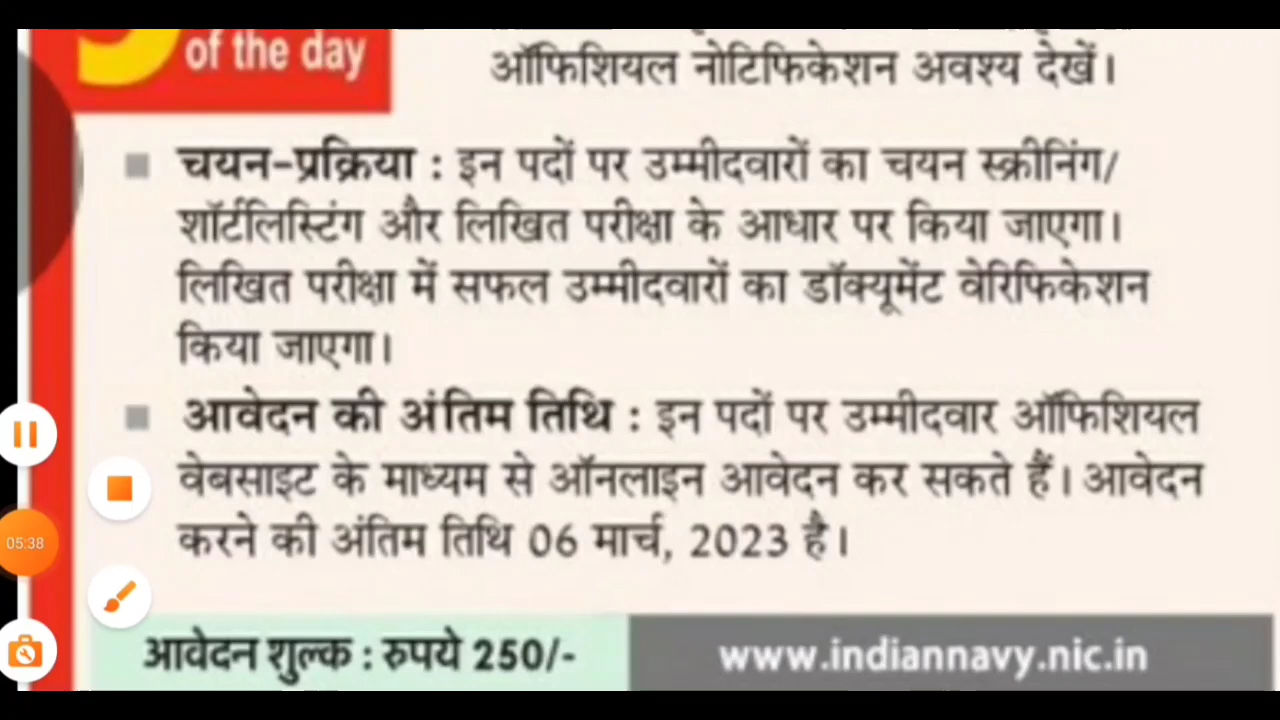 of the day
ऑफिशियल नोटिफिकेशन अवश्य देखें।
चयन-प्रक्रिया : इन पदों पर उम्मीदवारों का चयन स्क्रीनिंग/
शॉर्टलिस्टिंग और लिखित परीक्षा के आधार पर किया जाएगा।
लिखित परीक्षा में सफल उम्मीदवारों का डॉक्यूमेंट वेरिफिकेशन
किया जाएगा।
आवेदन की अंतिम तिथि : इन पदों पर उम्मीदवार ऑफिशियल
वेबसाइट के माध्यम से ऑनलाइन आवेदन कर सकते हैं। आवेदन
करने की अंतिम तिथि 06 मार्च, 2023 है।
05:38
आवेदन शुल्क : रुपये 250/-
www.indiannavy.nic.in